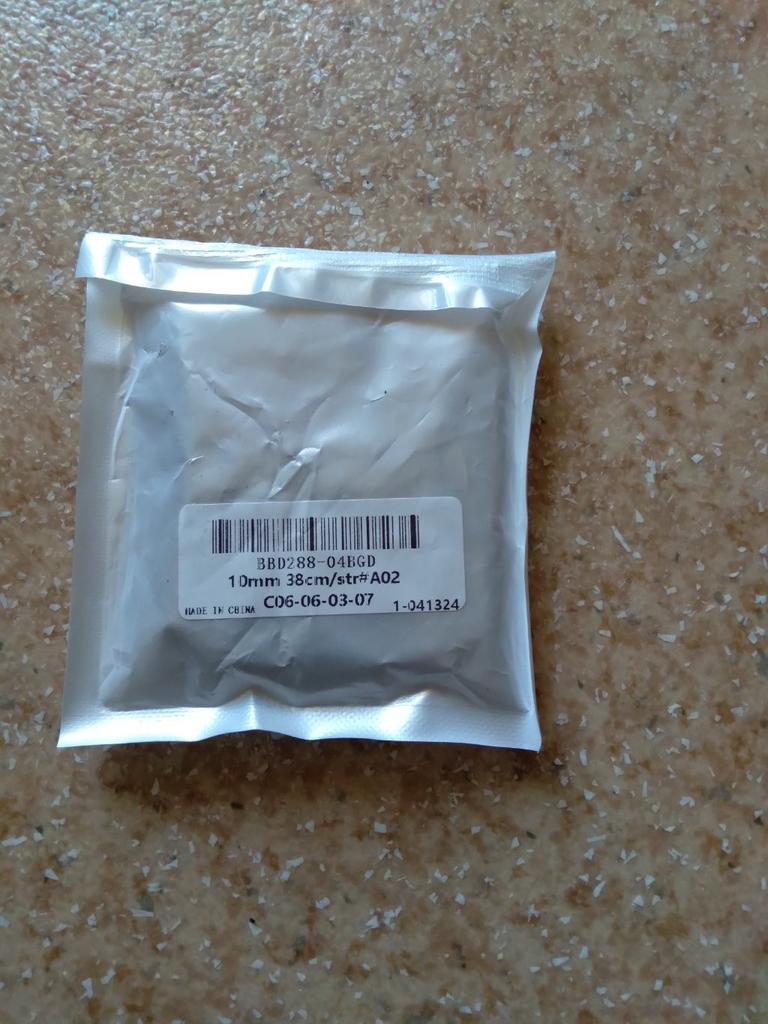 BBD288-04BGD
10mm 38cm/str#A02
C06-06-03-07
MADE IN CHINA 1-041324